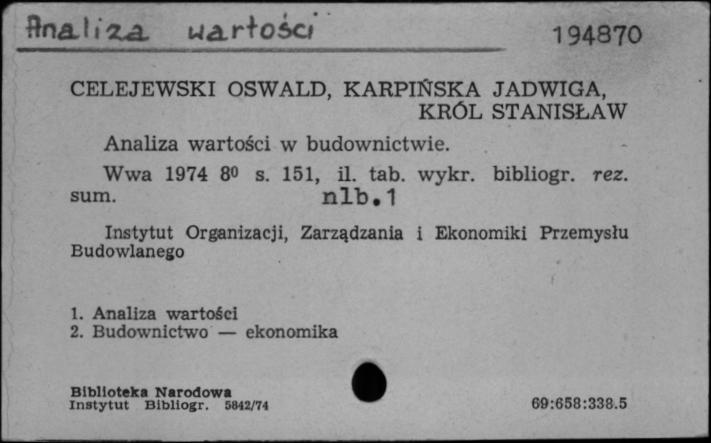 Analiza wartości
194870
CELEJEWSKI OSWALD, KARPIŃSKA JADWIGA,
KRÓL STANISŁAW
Analiza wartości w budownictwie.
Wwa 1974 8⁰ s. 151, il. tab. wykr. bibliogr. rez.
sum. nlb.1
Instytut Organizacji, Zarządzania i Ekonomiki Przemysłu
Budowlanego
1. Analiza wartości
2. Budownictwo — ekonomika
Biblioteka Narodowa
Instytut Bibliogr. 5842/74
69:658:338.5